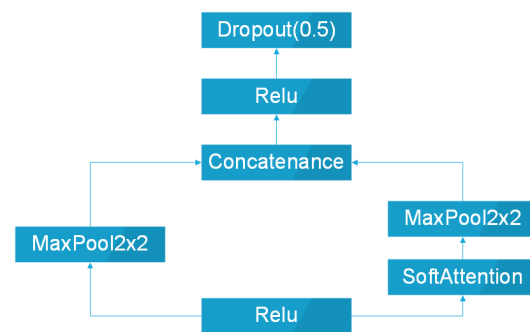 Dropout(0.5)
Relu
Concatenance
MaxPool2x2
MaxPool2x2
SoftAttention
Relu